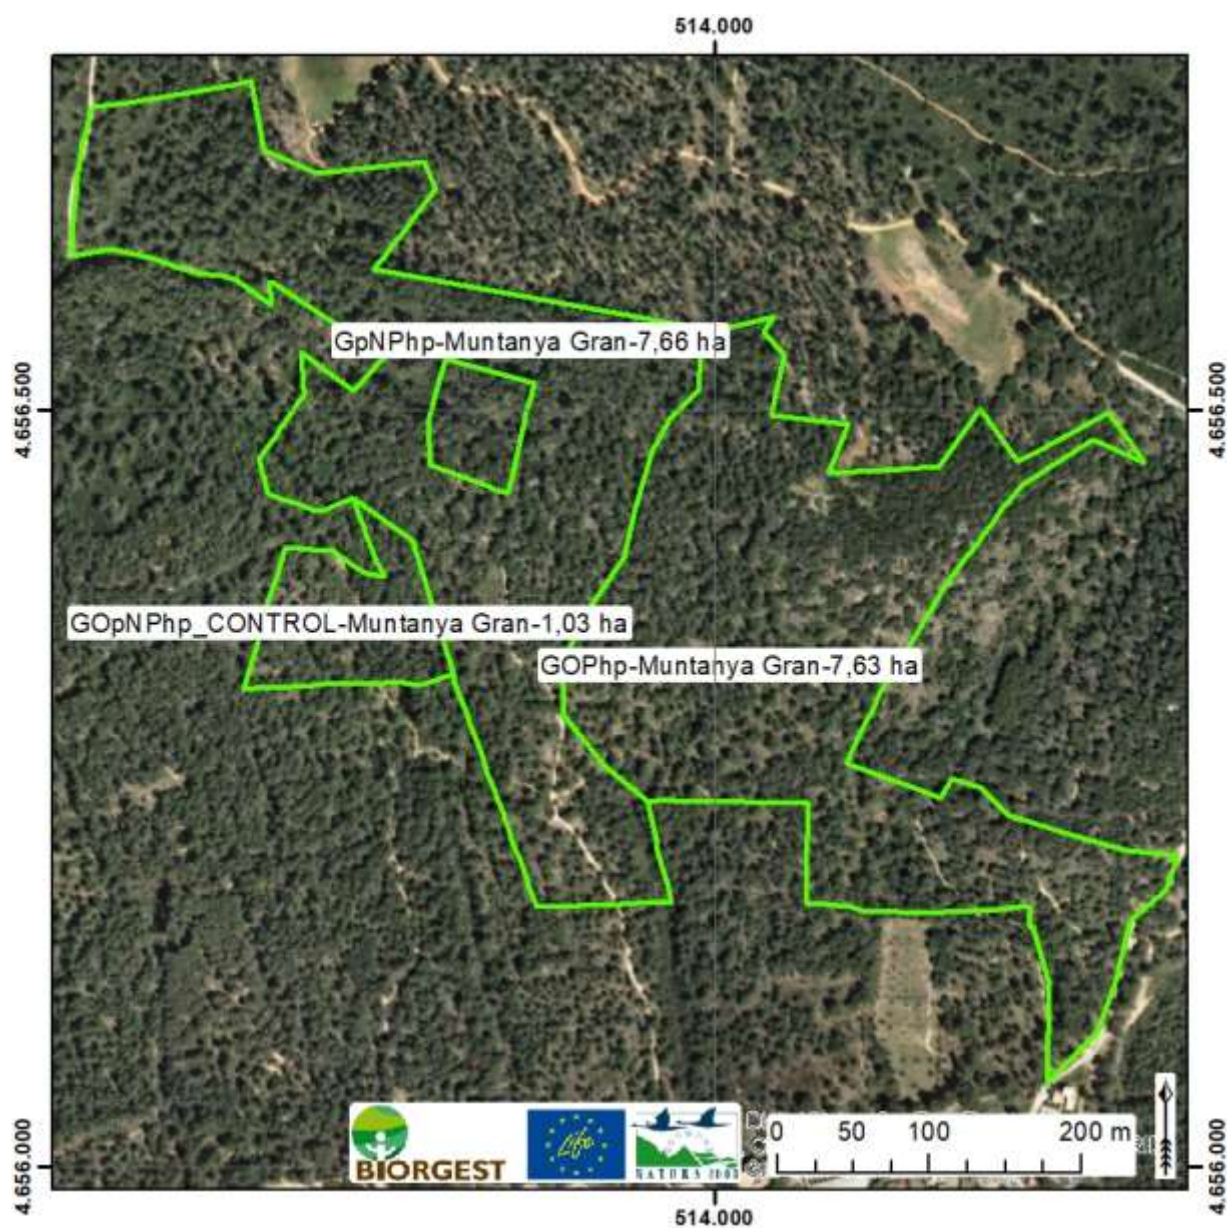 514.000
4.656.500
4.656.500
GpNPhp-Muntanya Gran-7,66 ha
GOpNPhp_CONTROL-Muntanya Gran-1,03 ha
GOPhp-Muntanya Gran-7,63 ha
BIORGEST
Life
NATURA 2000
0 50 100 200 m
4.656.000
4.656.000
514.000